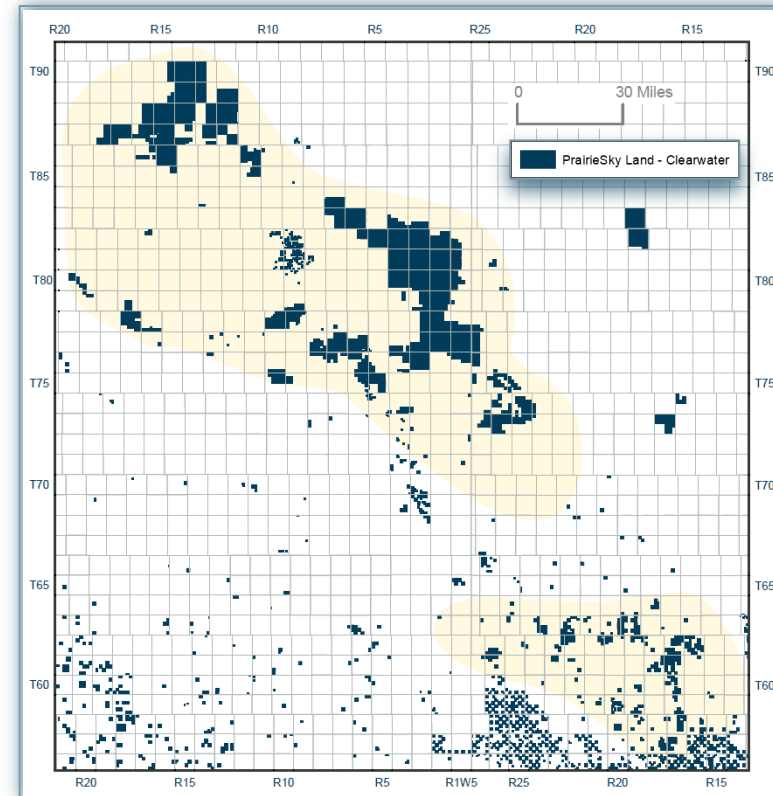 R20 R15 R10 R5 R25 R20 R15
T90 T90
0 30 Miles
PrairieSky Land - Clearwater
T85 T85
T80 T80
T75 T75
T70 T70
T65 T65
T60 T60
R20 R15 R10 R5 R1W5 R25 R20 R15